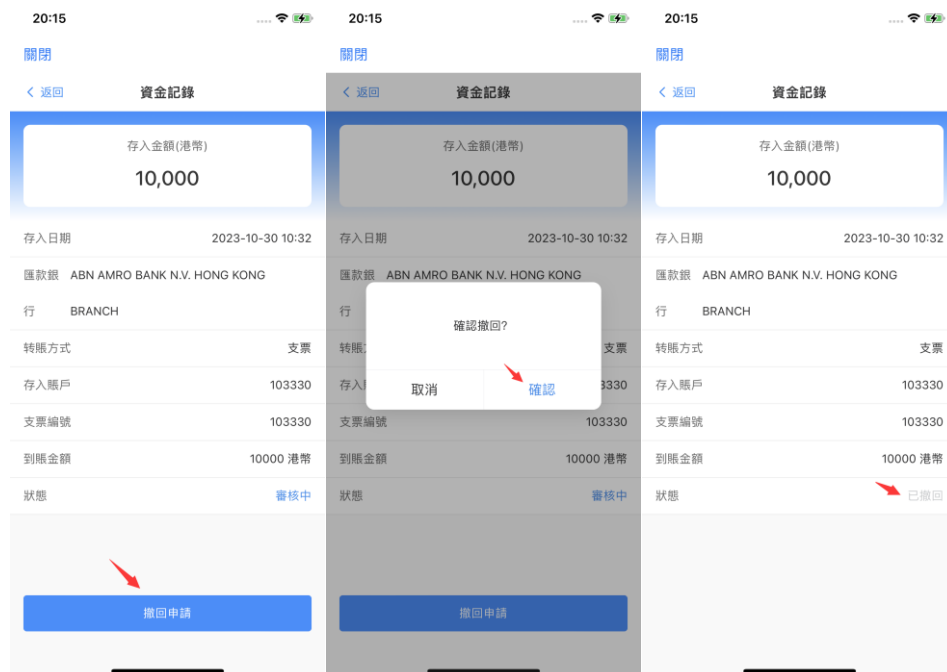 20:15
關閉
返回 資金記錄
存入金額(港幣)
10,000
存入日期 2023-10-30 10:32
匯款銀 ABN AMRO BANK N.V. HONG KONG
行 BRANCH
转賬方式 支票
存入賬戶 103330
支票編號 103330
到賬金額 10000 港幣
狀態 審核中
撤回申請
20:15
關閉
返回 資金記錄
存入金額(港幣)
10,000
存入日期 2023-10-30 10:32
匯款銀 ABN AMRO BANK N.V. HONG KONG
行
確認撤回?
转賬 支票
取消 確認
存入 3330
支票編號 103330
到賬金額 10000 港幣
狀態 審核中
撤回申請
20:15
關閉
返回 資金記錄
存入金額(港幣)
10,000
存入日期 2023-10-30 10:32
匯款銀 ABN AMRO BANK N.V. HONG KONG
行 BRANCH
转賬方式 支票
存入賬戶 103330
支票編號 103330
到賬金額 10000 港幣
狀態 已撤回